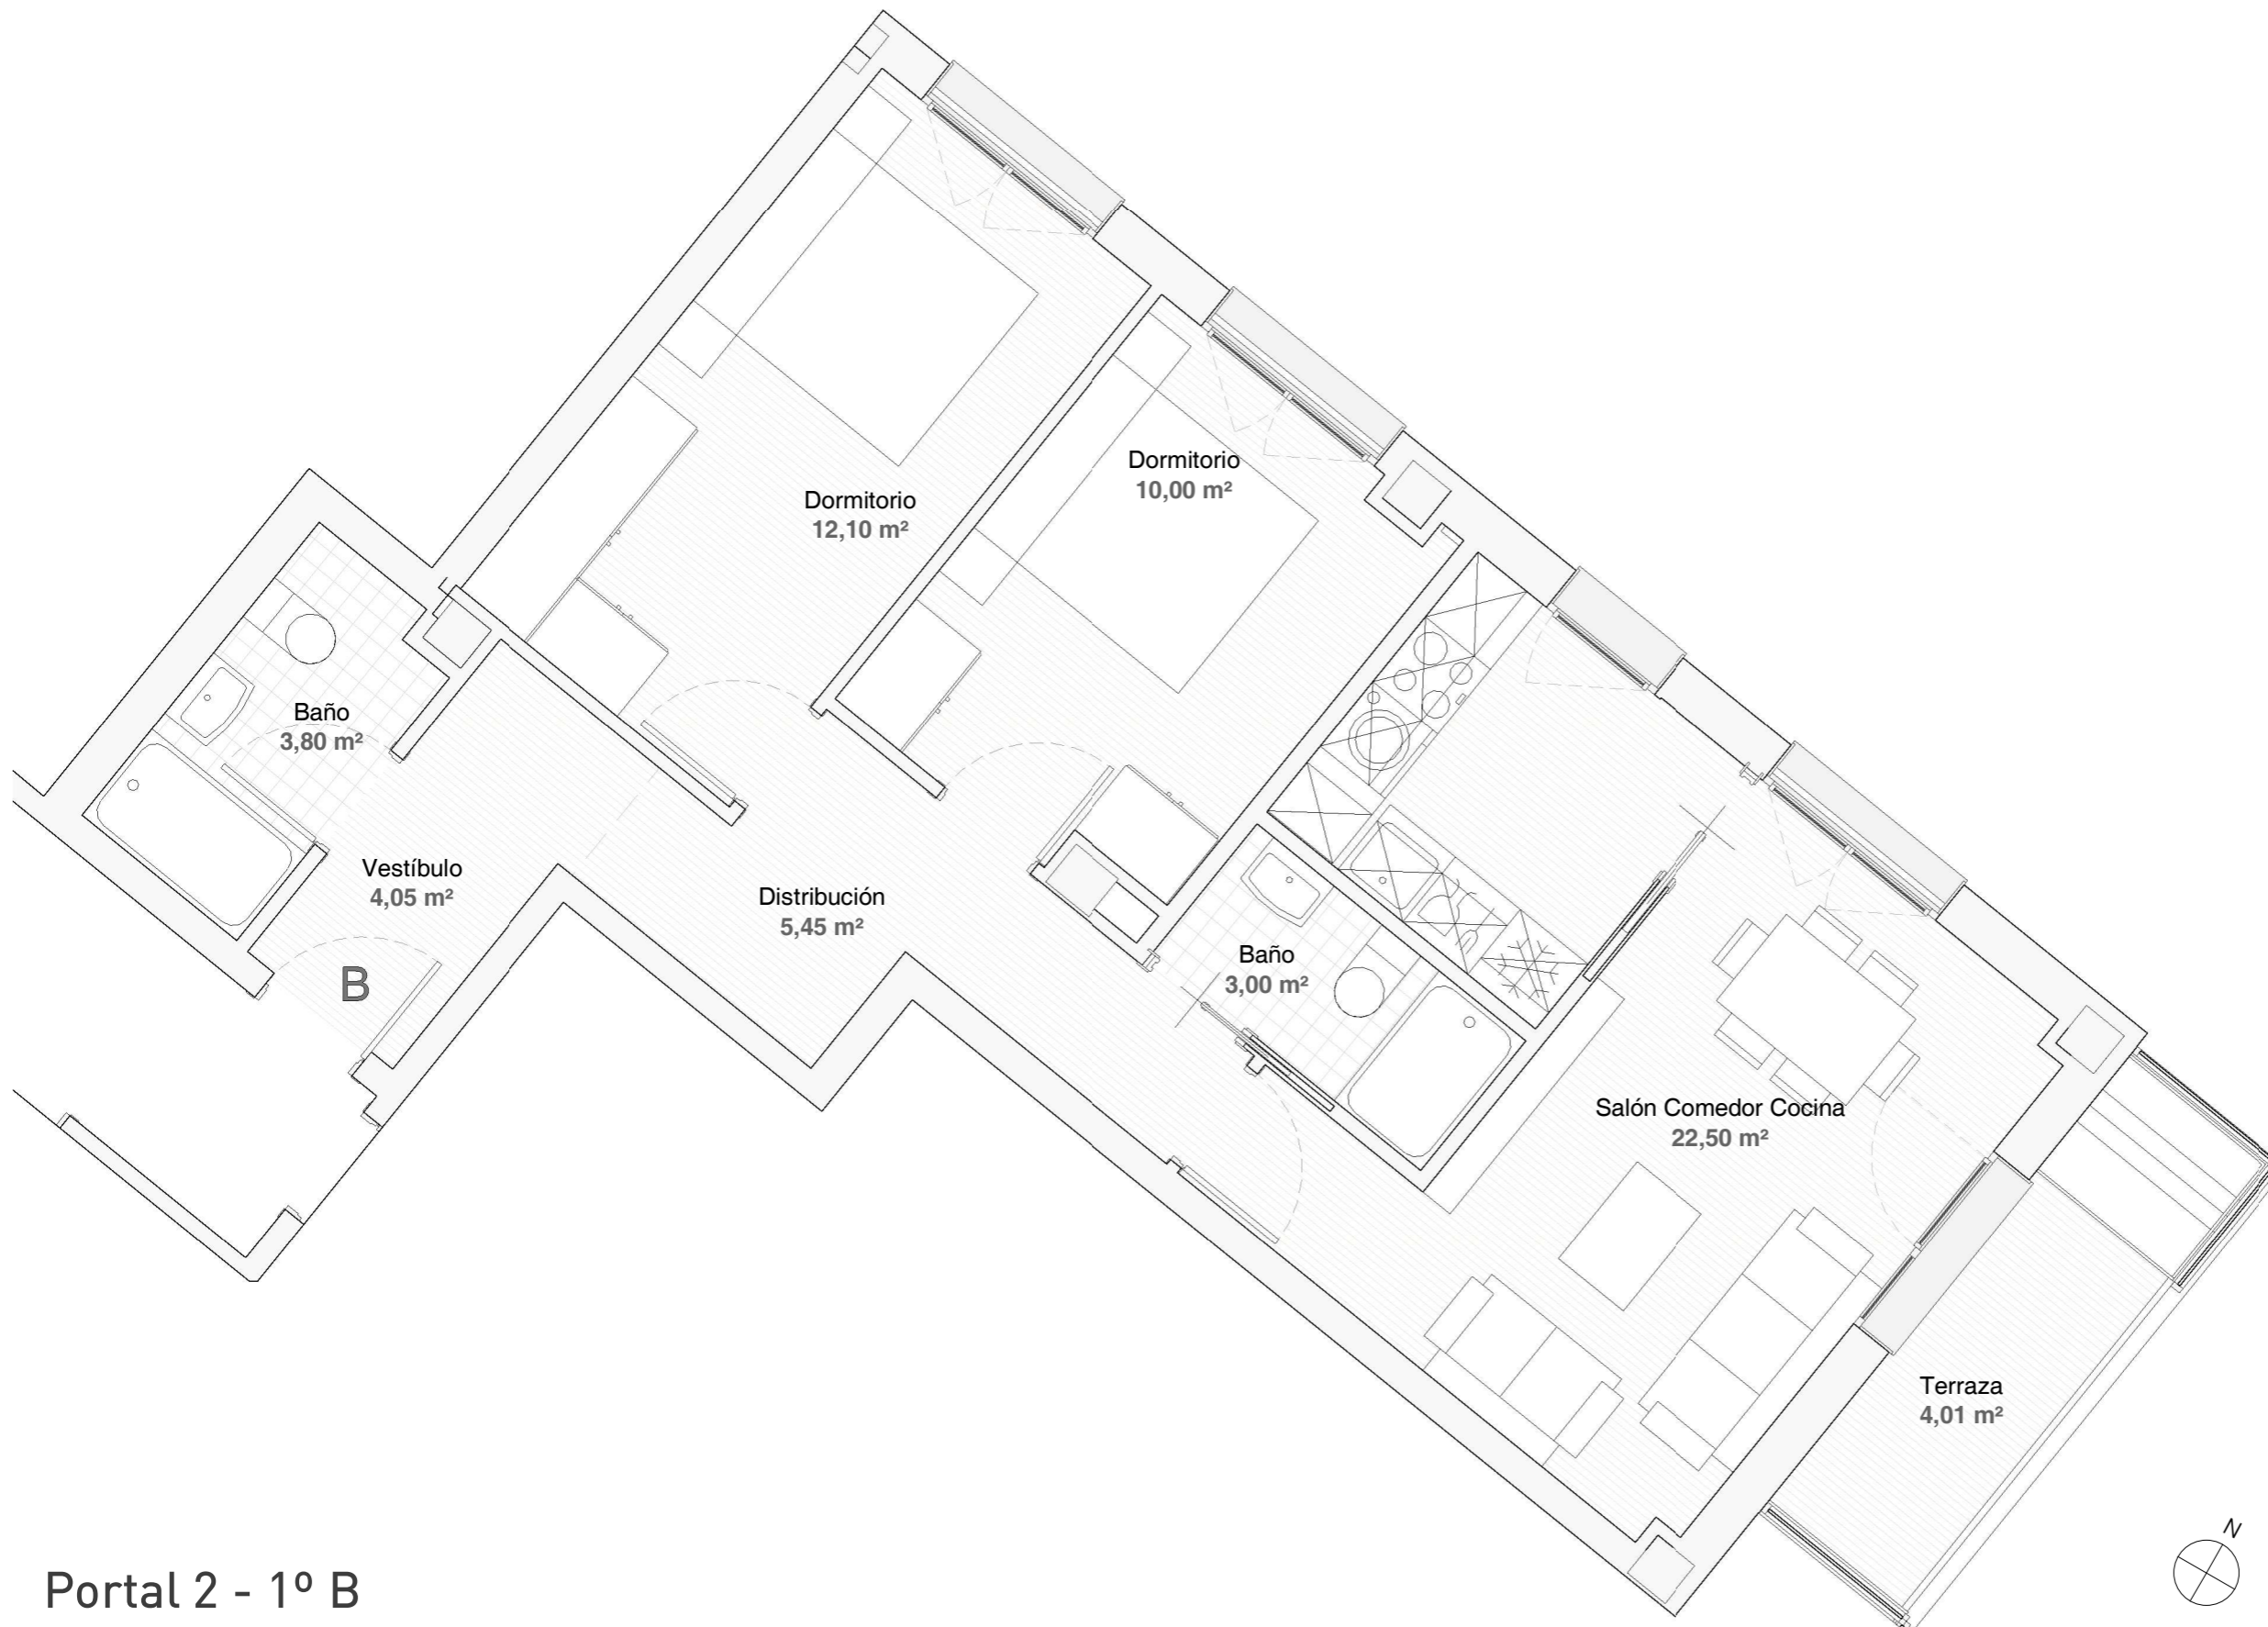 Dormitorio
10,00 m²
Dormitorio
12,10 m²
Baño
3,80 m²
Vestíbulo
4,05 m²
Distribución
5,45 m²
Baño
3,00 m²
B
Salón Comedor Cocina
22,50 m²
Terraza
4,01 m²
N
Portal 2 - 1º B